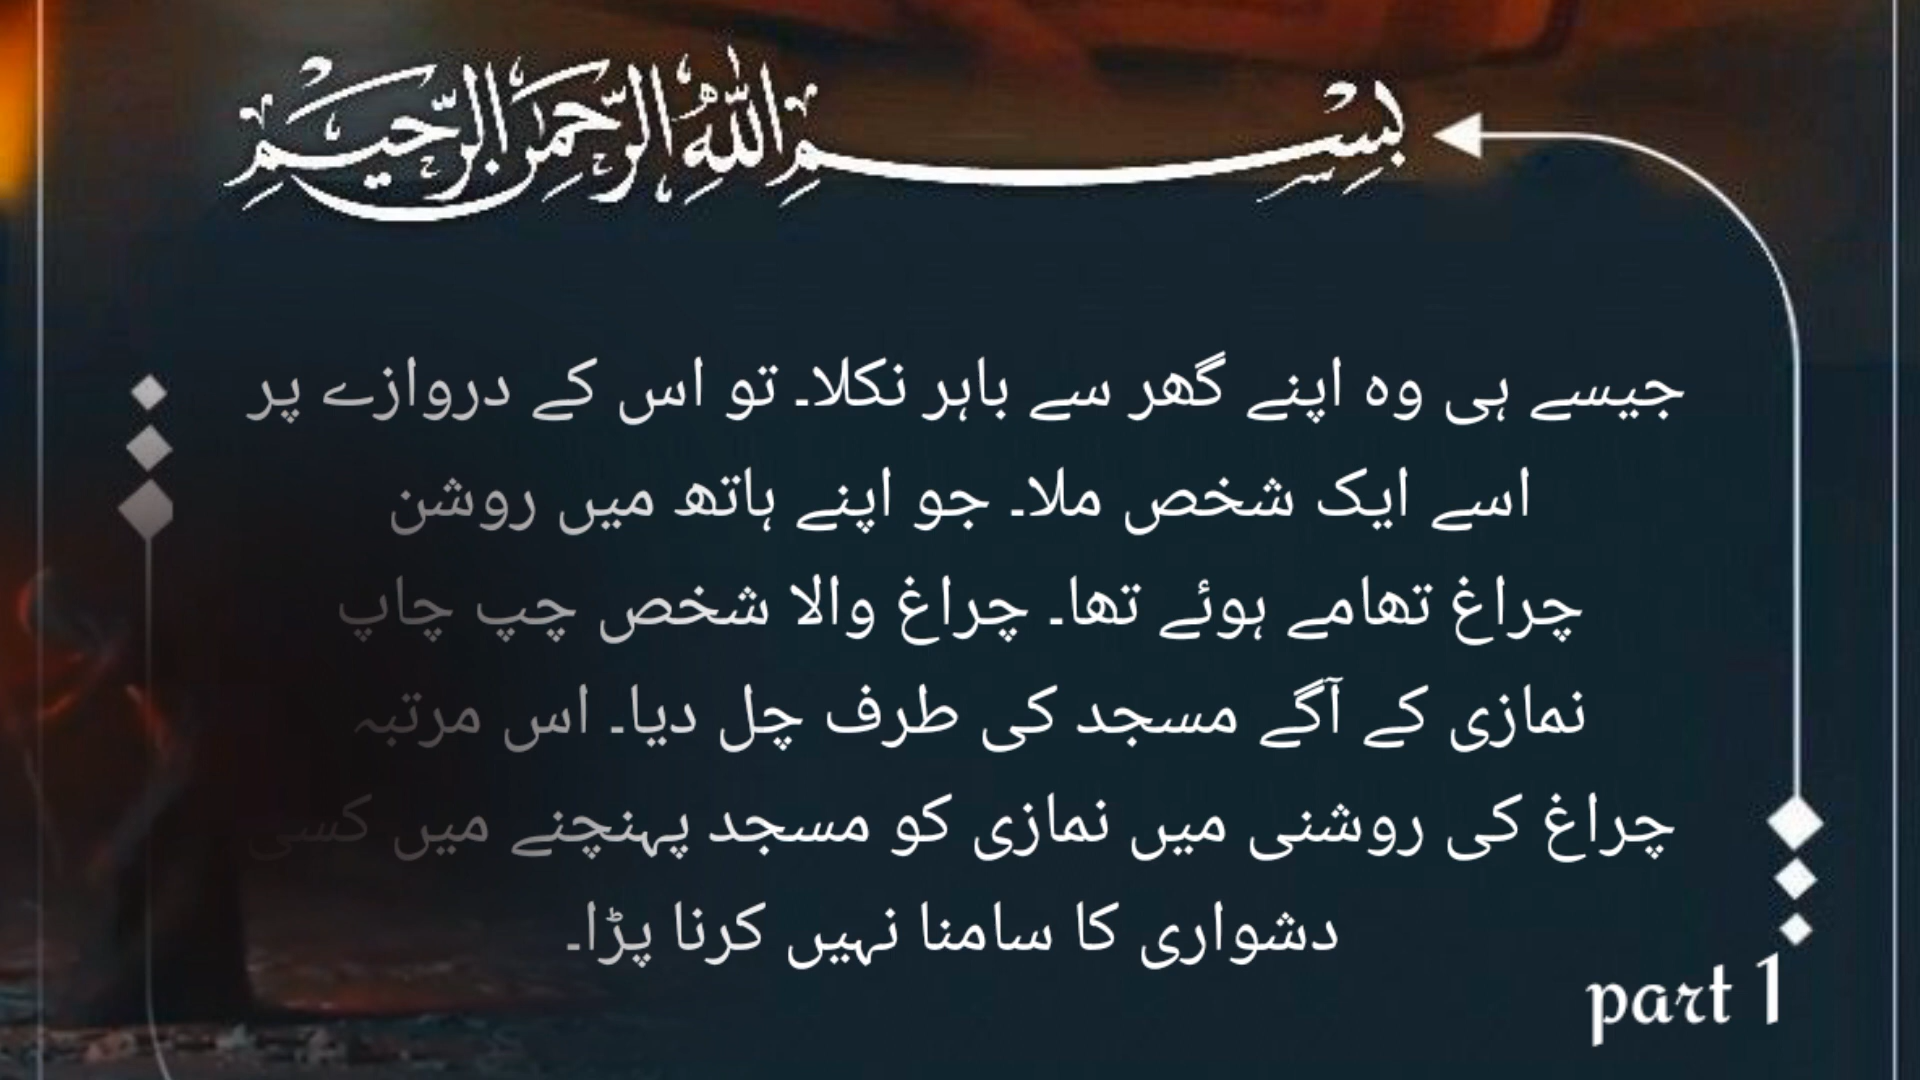 بِسْمِ اللهِ الرَّحْمٰنِ الرَّحِيْمِ
جیسے ہی وہ اپنے گھر سے باہر نکلا۔ تو اس کے دروازے پر
اسے ایک شخص ملا۔ جو اپنے ہاتھ میں روشن
چراغ تھامے ہوئے تھا۔ چراغ والا شخص چپ چاپ
نمازی کے آگے مسجد کی طرف چل دیا۔ اس مرتبہ
چراغ کی روشنی میں نمازی کو مسجد پہنچنے میں کسی
دشواری کا سامنا نہیں کرنا پڑا۔
part 1